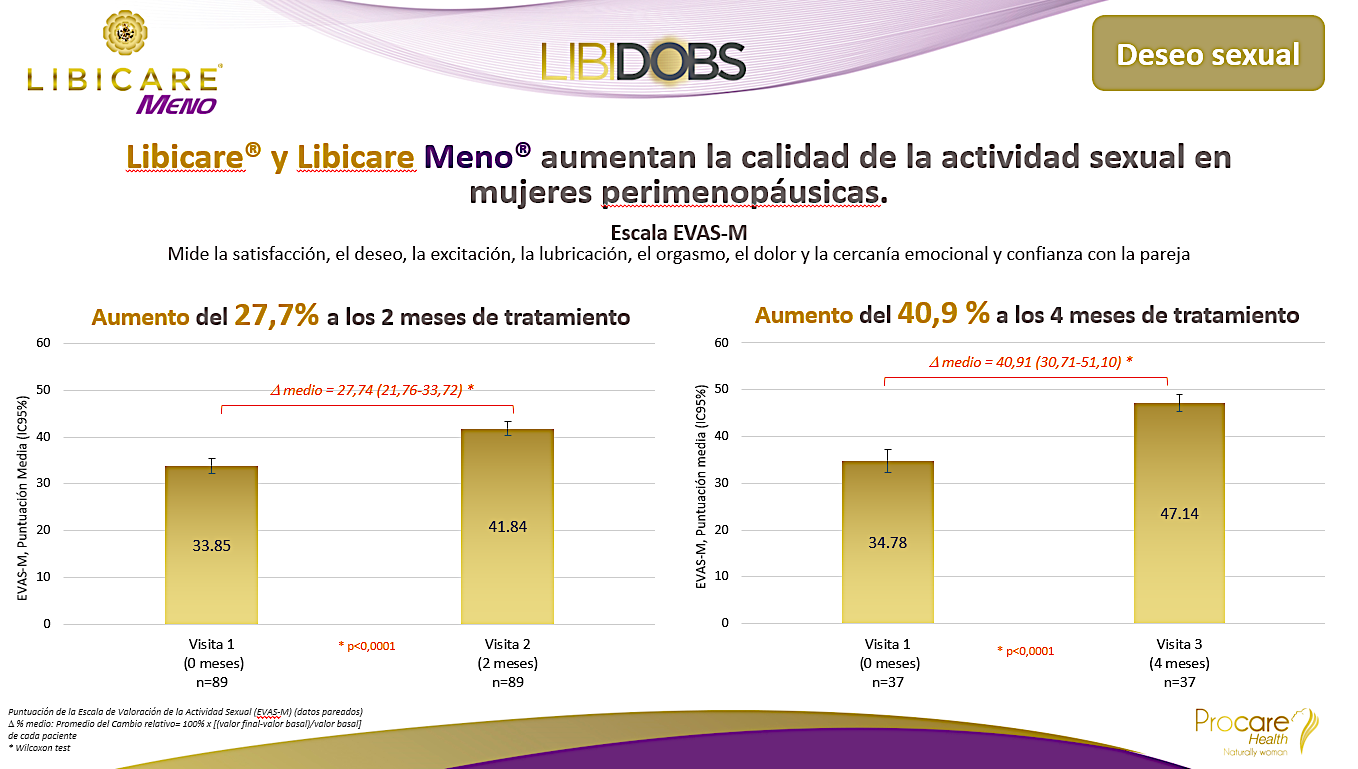 LIBICARE®
MENO
LIBIDOBS
Deseo sexual
Libicare® y Libicare Meno® aumentan la calidad de la actividad sexual en
mujeres perimenopáusicas.
Escala EVAS-M
Mide la satisfacción, el deseo, la excitación, la lubricación, el orgasmo, el dolor y la cercanía emocional y confianza con la pareja
Aumento del 27,7% a los 2 meses de tratamiento
EVAS-M, Puntuación Media (IC95%)
60
50
40
30
20
10
0
Δ medio = 27,74 (21,76-33,72) *
33.85
41.84
Visita 1
(0 meses)
n=89
* p<0,0001
Visita 2
(2 meses)
n=89
Aumento del 40,9 % a los 4 meses de tratamiento
EVAS-M, Puntuación media (IC95%)
60
50
40
30
20
10
0
Δ medio = 40,91 (30,71-51,10) *
34.78
47.14
Visita 1
(0 meses)
n=37
* p<0,0001
Visita 3
(4 meses)
n=37
Puntuación de la Escala de Valoración de la Actividad Sexual (EVAS-M) (datos pareados)
Δ % medio: Promedio del Cambio relativo= 100% x [(valor final-valor basal)/valor basal]
de cada paciente
* Wilcoxon test
Procare
Health
Naturally woman